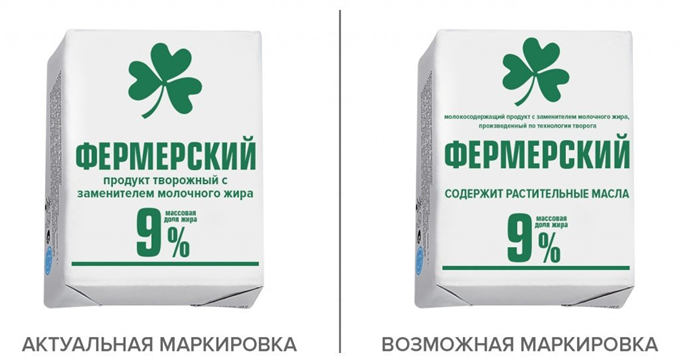 ФЕРМЕРСКИЙ
продукт творожный с
заменителем молочного жира
9%
массовая
доля жира
АКТУАЛЬНАЯ МАРКИРОВКА
молокосодержащий продукт с заменителем молочного жира,
произведенный по технологии творога
ФЕРМЕРСКИЙ
СОДЕРЖИТ РАСТИТЕЛЬНЫЕ МАСЛА
9%
массовая
доля жира
ВОЗМОЖНАЯ МАРКИРОВКА